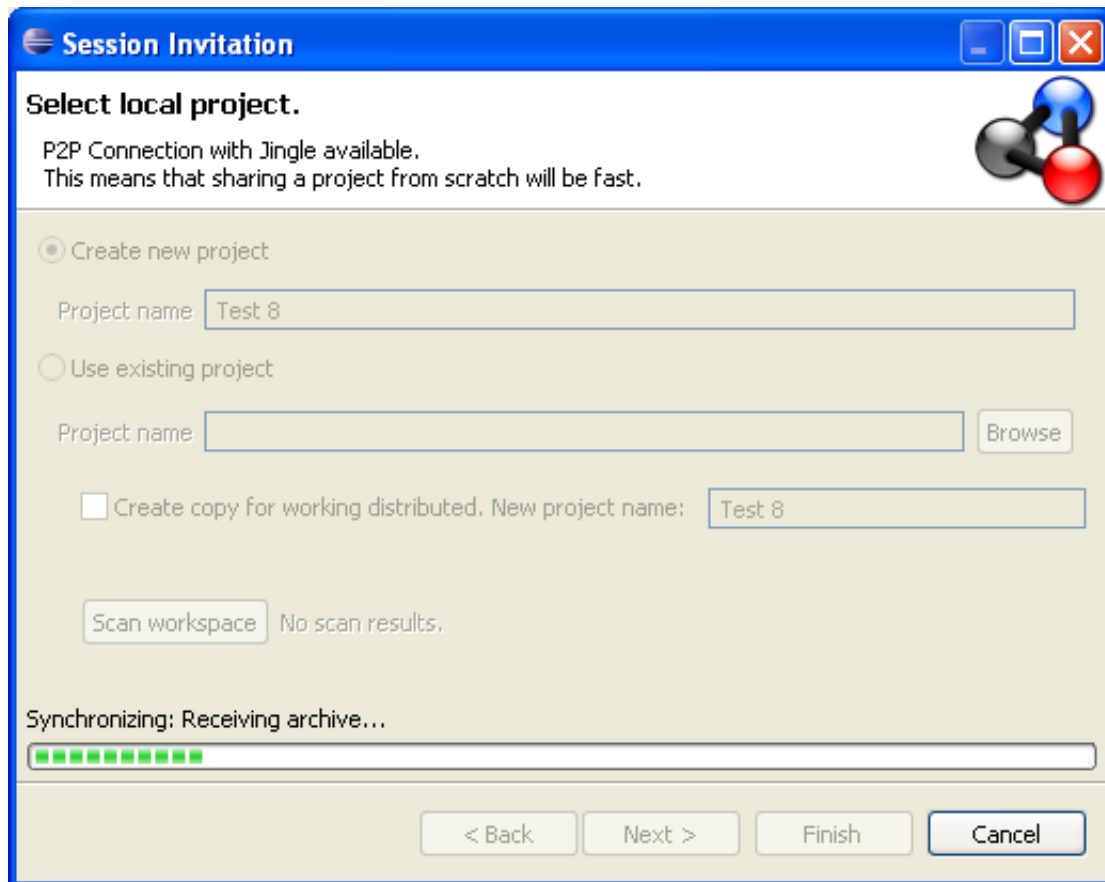 Session Invitation
Select local project.
P2P Connection with Jingle available.
This means that sharing a project from scratch will be fast.
Create new project
Project name Test 8
Use existing project
Project name Browse
Create copy for working distributed. New project name: Test 8
Scan workspace No scan results.
Synchronizing: Receiving archive...
< Back Next > Finish Cancel